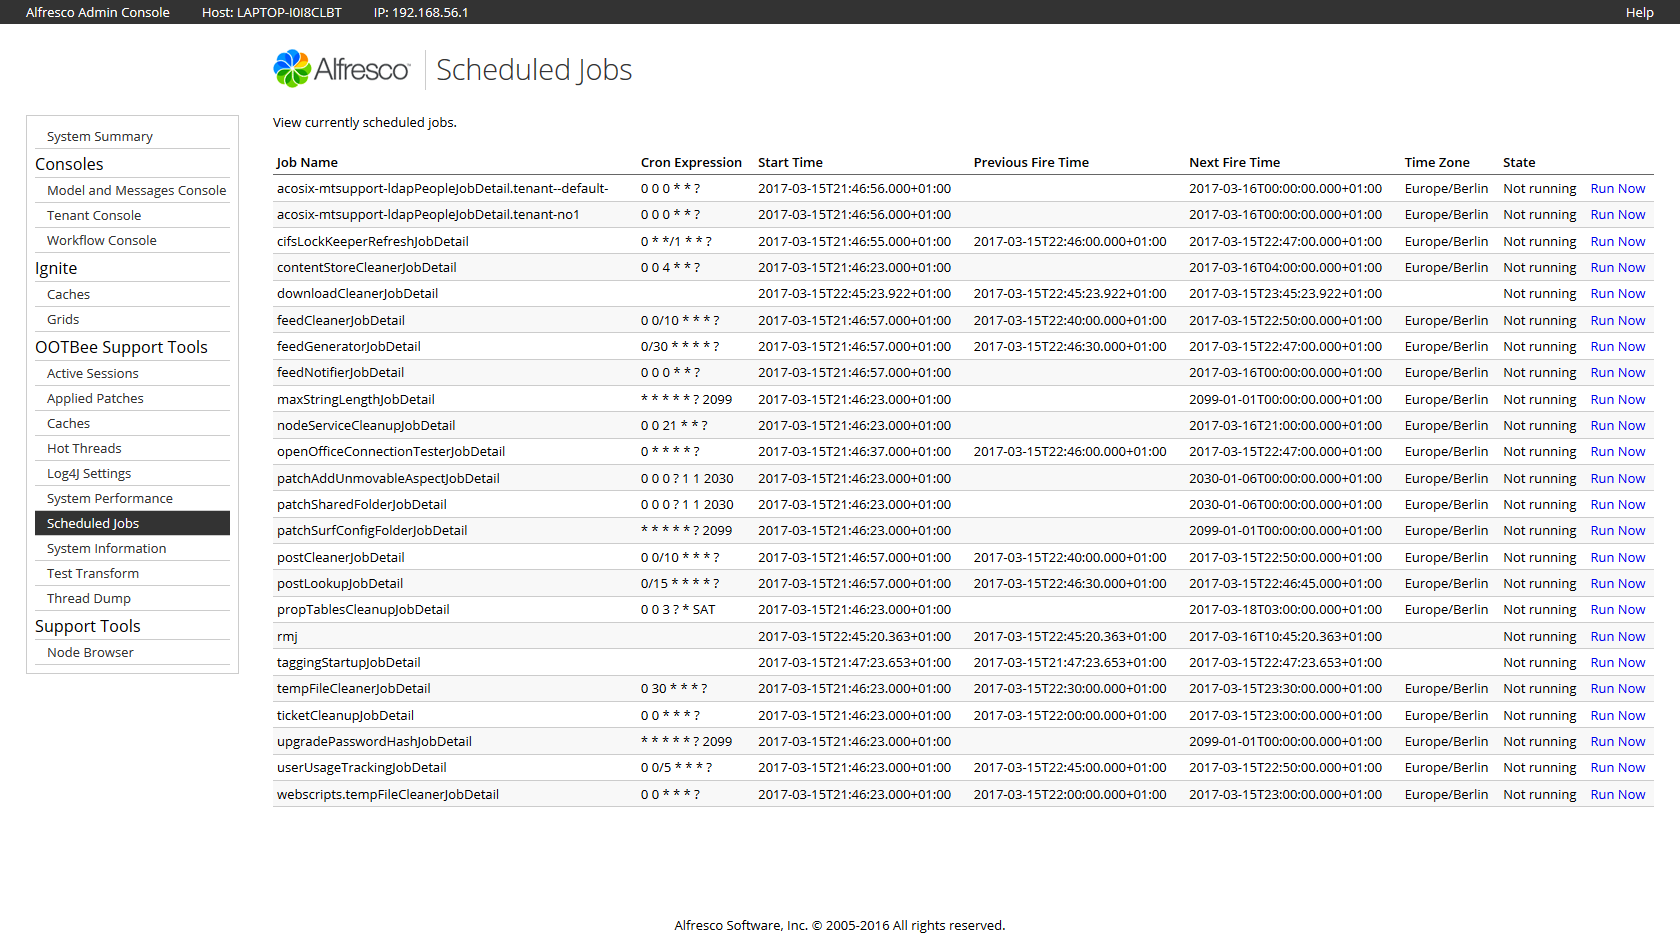 Alfresco Admin Console Host: LAPTOP-I0I8CLBT IP: 192.168.56.1 Help
Alfresco Scheduled Jobs
System Summary
Consoles
Model and Messages Console
Tenant Console
Workflow Console
Ignite
Caches
Grids
OOTBee Support Tools
Active Sessions
Applied Patches
Caches
Hot Threads
Log4J Settings
System Performance
Scheduled Jobs
System Information
Test Transform
Thread Dump
Support Tools
Node Browser
View currently scheduled jobs.
Job Name Cron Expression Start Time Previous Fire Time Next Fire Time Time Zone State
acosix-mtsupport-ldapPeopleJobDetail.tenant--default- 0 0 0 * * ? 2017-03-15T21:46:56.000+01:00 2017-03-16T00:00:00.000+01:00 Europe/Berlin Not running Run Now
acosix-mtsupport-ldapPeopleJobDetail.tenant-no1 0 0 0 * * ? 2017-03-15T21:46:56.000+01:00 2017-03-16T00:00:00.000+01:00 Europe/Berlin Not running Run Now
cifsLockKeeperRefreshJobDetail 0 * */1 * * ? 2017-03-15T21:46:55.000+01:00 2017-03-15T22:46:00.000+01:00 2017-03-15T22:47:00.000+01:00 Europe/Berlin Not running Run Now
contentStoreCleanerJobDetail 0 0 4 * * ? 2017-03-15T21:46:23.000+01:00 2017-03-16T04:00:00.000+01:00 Europe/Berlin Not running Run Now
downloadCleanerJobDetail 2017-03-15T22:45:23.922+01:00 2017-03-15T22:45:23.922+01:00 2017-03-15T23:45:23.922+01:00 Not running Run Now
feedCleanerJobDetail 0 0/10 * * * ? 2017-03-15T21:46:57.000+01:00 2017-03-15T22:40:00.000+01:00 2017-03-15T22:50:00.000+01:00 Europe/Berlin Not running Run Now
feedGeneratorJobDetail 0/30 * * * * ? 2017-03-15T21:46:57.000+01:00 2017-03-15T22:46:30.000+01:00 2017-03-15T22:47:00.000+01:00 Europe/Berlin Not running Run Now
feedNotifierJobDetail 0 0 0 * * ? 2017-03-15T21:46:57.000+01:00 2017-03-16T00:00:00.000+01:00 Europe/Berlin Not running Run Now
maxStringLengthJobDetail * * * * * ? 2099 2017-03-15T21:46:23.000+01:00 2099-01-01T00:00:00.000+01:00 Europe/Berlin Not running Run Now
nodeServiceCleanupJobDetail 0 0 21 * * ? 2017-03-15T21:46:23.000+01:00 2017-03-16T21:00:00.000+01:00 Europe/Berlin Not running Run Now
openOfficeConnectionTesterJobDetail 0 * * * * ? 2017-03-15T21:46:37.000+01:00 2017-03-15T22:46:00.000+01:00 2017-03-15T22:47:00.000+01:00 Europe/Berlin Not running Run Now
patchAddUnmovableAspectJobDetail 0 0 0 ? 1 1 2030 2017-03-15T21:46:23.000+01:00 2030-01-06T00:00:00.000+01:00 Europe/Berlin Not running Run Now
patchSharedFolderJobDetail 0 0 0 ? 1 1 2030 2017-03-15T21:46:23.000+01:00 2030-01-06T00:00:00.000+01:00 Europe/Berlin Not running Run Now
patchSurfConfigFolderJobDetail * * * * * ? 2099 2017-03-15T21:46:23.000+01:00 2099-01-01T00:00:00.000+01:00 Europe/Berlin Not running Run Now
postCleanerJobDetail 0 0/10 * * * ? 2017-03-15T21:46:57.000+01:00 2017-03-15T22:40:00.000+01:00 2017-03-15T22:50:00.000+01:00 Europe/Berlin Not running Run Now
postLookupJobDetail 0/15 * * * * ? 2017-03-15T21:46:57.000+01:00 2017-03-15T22:46:30.000+01:00 2017-03-15T22:46:45.000+01:00 Europe/Berlin Not running Run Now
propTablesCleanupJobDetail 0 0 3 ? * SAT 2017-03-15T21:46:23.000+01:00 2017-03-18T03:00:00.000+01:00 Europe/Berlin Not running Run Now
rmj 2017-03-15T22:45:20.363+01:00 2017-03-15T22:45:20.363+01:00 2017-03-16T10:45:20.363+01:00 Not running Run Now
taggingStartupJobDetail 2017-03-15T21:47:23.653+01:00 2017-03-15T21:47:23.653+01:00 2017-03-15T22:47:23.653+01:00 Not running Run Now
tempFileCleanerJobDetail 0 30 * * * ? 2017-03-15T21:46:23.000+01:00 2017-03-15T22:30:00.000+01:00 2017-03-15T23:30:00.000+01:00 Europe/Berlin Not running Run Now
ticketCleanupJobDetail 0 0 * * * ? 2017-03-15T21:46:23.000+01:00 2017-03-15T22:00:00.000+01:00 2017-03-15T23:00:00.000+01:00 Europe/Berlin Not running Run Now
upgradePasswordHashJobDetail * * * * * ? 2099 2017-03-15T21:46:23.000+01:00 2099-01-01T00:00:00.000+01:00 Europe/Berlin Not running Run Now
userUsageTrackingJobDetail 0 0/5 * * * ? 2017-03-15T21:46:23.000+01:00 2017-03-15T22:45:00.000+01:00 2017-03-15T22:50:00.000+01:00 Europe/Berlin Not running Run Now
webscripts.tempFileCleanerJobDetail 0 0 * * * ? 2017-03-15T21:46:23.000+01:00 2017-03-15T22:00:00.000+01:00 2017-03-15T23:00:00.000+01:00 Europe/Berlin Not running Run Now
Alfresco Software, Inc. © 2005-2016 All rights reserved.